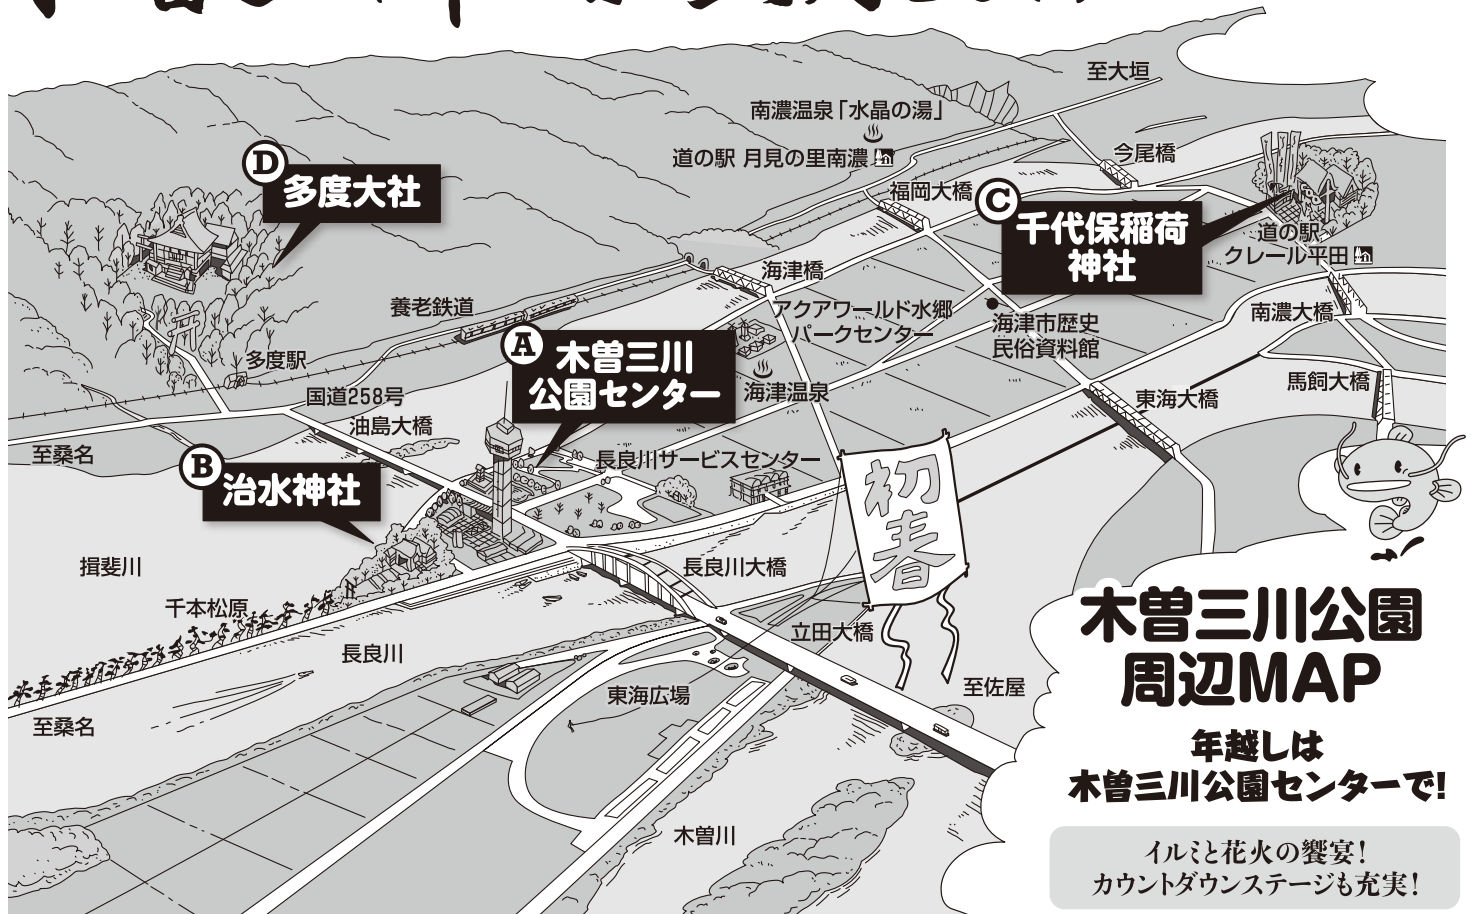 至大垣
南濃温泉「水晶の湯」
道の駅 月見の里南濃
今尾橋
福岡大橋
D
多度大社
C
千代保稲荷
神社
道の駅
クレール平田
海津橋
養老鉄道
アクアワールド水郷
パークセンター
海津市歴史
民俗資料館
南濃大橋
A
木曽三川
公園センター
多度駅
海津温泉
馬飼大橋
国道258号
東海大橋
油島大橋
至桑名
B
治水神社
長良川サービスセンター
初春
揖斐川
長良川大橋
千本松原
立田大橋
長良川
東海広場
至佐屋
至桑名
木曽川
木曽三川公園
周辺MAP
年越しは
木曽三川公園センターで!
イルミと花火の饗宴!
カウントダウンステージも充実!